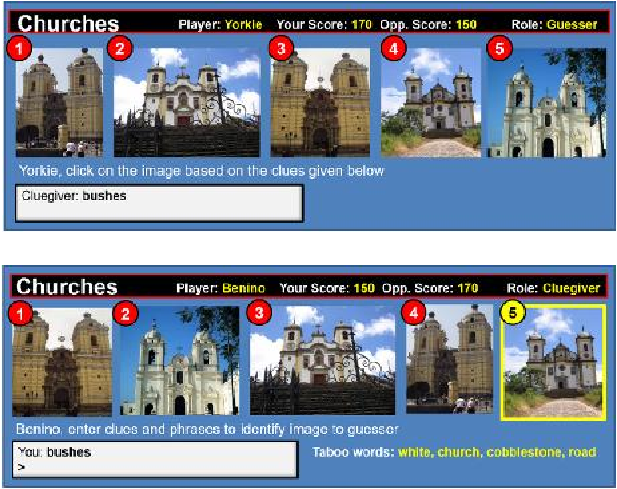 Churches Player: Yorkie Your Score: 170 Opp. Score: 150 Role: Guesser
1 2 3 4 5
Yorkie, click on the image based on the clues given below
Cluegiver: bushes
Churches Player: Benino Your Score: 150 Opp. Score: 170 Role: Cluegiver
1 2 3 4 5
Benino, enter clues and phrases to identify image to guesser
You: bushes Taboo words: white, church, cobblestone, road
>